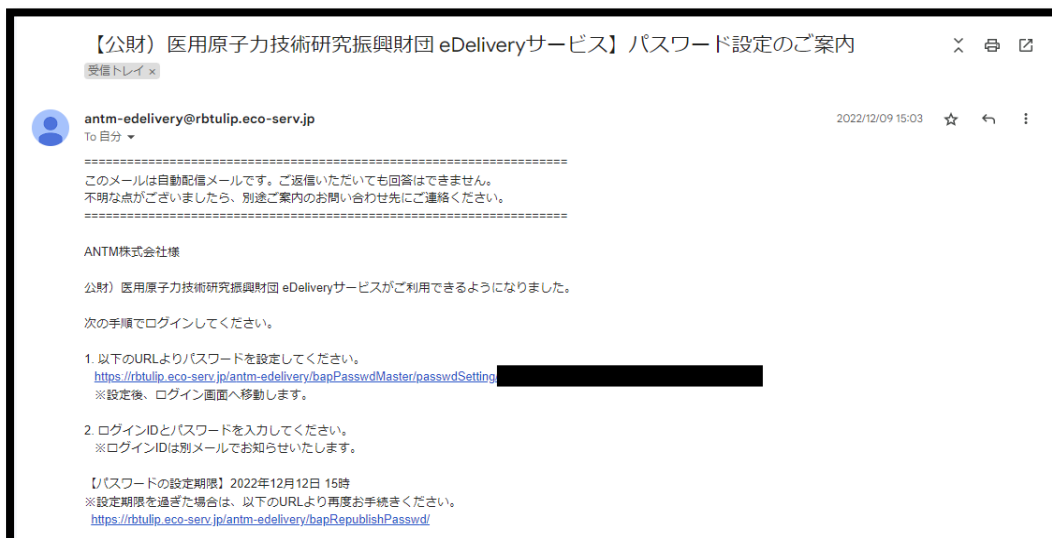 【公財）医用原子力技術研究振興財団 eDeliveryサービス】パスワード設定のご案内
受信トレイ ×
antm-edelivery@rbtulip.eco-serv.jp
2022/12/09 15:03
To 自分
=====================================================================
このメールは自動配信メールです。ご返信いただいても回答はできません。
不明な点がございましたら、別途ご案内のお問い合わせ先にご連絡ください。
=====================================================================
ANTM株式会社様
公財）医用原子力技術研究振興財団 eDeliveryサービスがご利用できるようになりました。
次の手順でログインしてください。
1. 以下のURLよりパスワードを設定してください。
https://rbtulip.eco-serv.jp/antm-edelivery/bapPasswdMaster/passwdSetting/
※設定後、ログイン画面へ移動します。
2. ログインIDとパスワードを入力してください。
※ログインIDは別メールでお知らせいたします。
【パスワードの設定期限】2022年12月12日 15時
※設定期限を過ぎた場合は、以下のURLより再度お手続きください。
https://rbtulip.eco-serv.jp/antm-edelivery/bapRepublishPasswd/